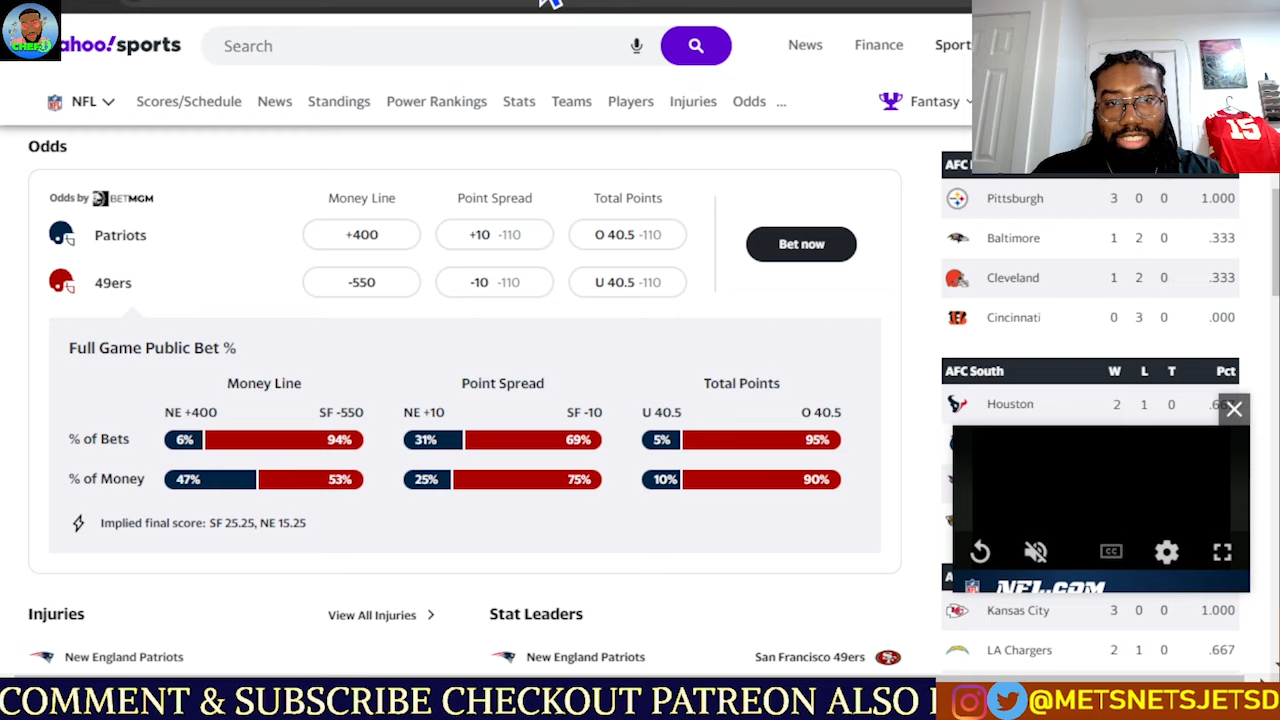 CHEFJ
yahoo!sports
Search
News Finance Sport
NFL Scores/Schedule News Standings Power Rankings Stats Teams Players Injuries Odds ... Fantasy
15
Odds
Odds by BETMGM
Money Line Point Spread Total Points
Patriots +400 +10 -110 O 40.5 -110
49ers -550 -10 -110 U 40.5 -110
Bet now
Full Game Public Bet %
Money Line Point Spread Total Points
NE +400 SF -550 NE +10 SF -10 U 40.5 O 40.5
% of Bets 6% 94% 31% 69% 5% 95%
% of Money 47% 53% 25% 75% 10% 90%
Implied final score: SF 25.25, NE 15.25
Injuries View All Injuries
New England Patriots
Stat Leaders
New England Patriots San Francisco 49ers
AFC
Pittsburgh 3 0 0 1.000
Baltimore 1 2 0 .333
Cleveland 1 2 0 .333
Cincinnati 0 3 0 .000
AFC South W L T Pct
Houston 2 1 0
CC
NFL.COM
Kansas City 3 0 0 1.000
LA Chargers 2 1 0 .667
COMMENT & SUBSCRIBE CHECKOUT PATREON ALSO
@METSNETSJETSD